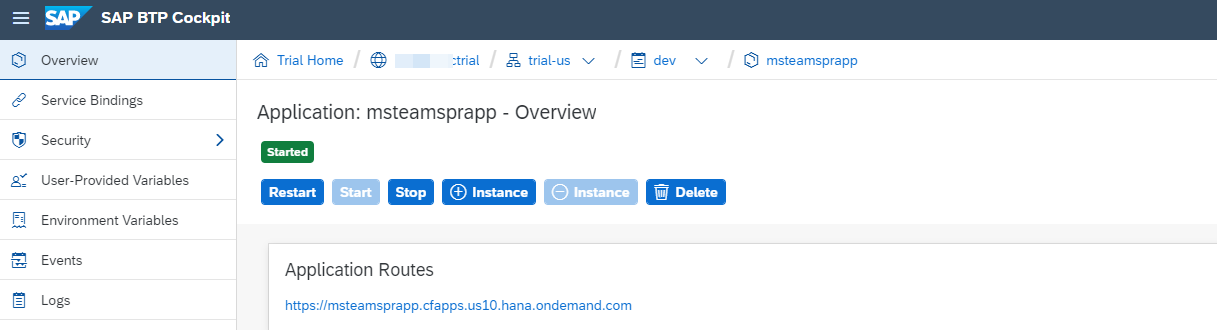 SAP SAP BTP Cockpit
Overview
Service Bindings
Security
User-Provided Variables
Environment Variables
Events
Logs
Trial Home / trial / trial-us / dev / msteamsprapp
Application: msteamsprapp - Overview
Started
Restart Start Stop Instance Instance Delete
Application Routes
https://msteamsprapp.cfapps.us10.hana.ondemand.com